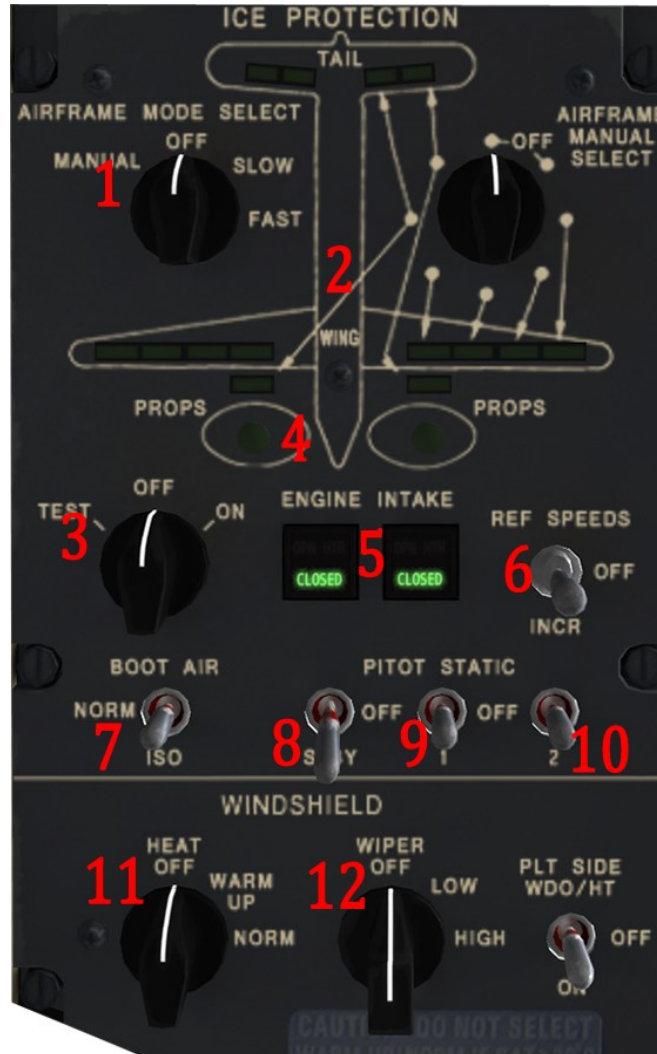 ICE PROTECTION
TAIL
AIRFRAME MODE SELECT
OFF
MANUAL
SLOW
FAST
1
AIRFRAME
MANUAL
SELECT
OFF
2
WING
PROPS
PROPS
4
OFF
TEST
ON
3
ENGINE INTAKE
CLOSED
CLOSED
5
REF SPEEDS
OFF
INCR
6
BOOT AIR
NORM
ISO
7
PITOT STATIC
OFF
OFF
8
1
9
2
10
WINDSHIELD
HEAT
OFF
WARM
UP
NORM
11
WIPER
OFF
LOW
HIGH
12
PLT SIDE
WDO/HT
OFF
ON
DO NOT SELECT